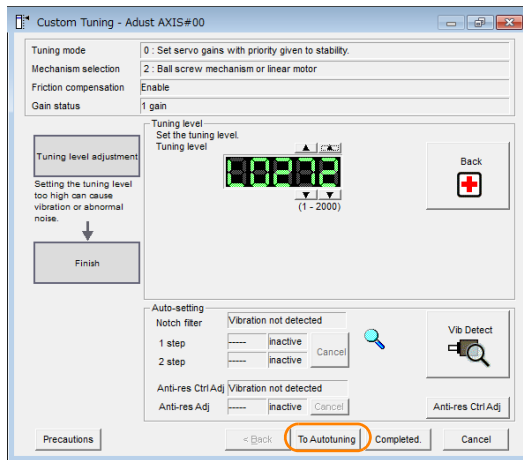 Custom Tuning - Adust AXIS#00
Tuning mode
0 : Set servo gains with priority given to stability.
Mechanism selection
2 : Ball screw mechanism or linear motor
Friction compensation
Enable
Gain status
1 gain
Tuning level adjustment
Setting the tuning level
too high can cause
vibration or abnormal
noise.
Finish
Tuning level
Set the tuning level.
Tuning level
L0272
(1 - 2000)
Back
Auto-setting
Notch filter
Vibration not detected
1 step
-----
inactive
2 step
-----
inactive
Cancel
Anti-res Ctrl Adj
Vibration not detected
Anti-res Adj
-----
inactive
Cancel
Vib Detect
Anti-res Ctrl Adj
Precautions
< Back
To Autotuning
Completed.
Cancel